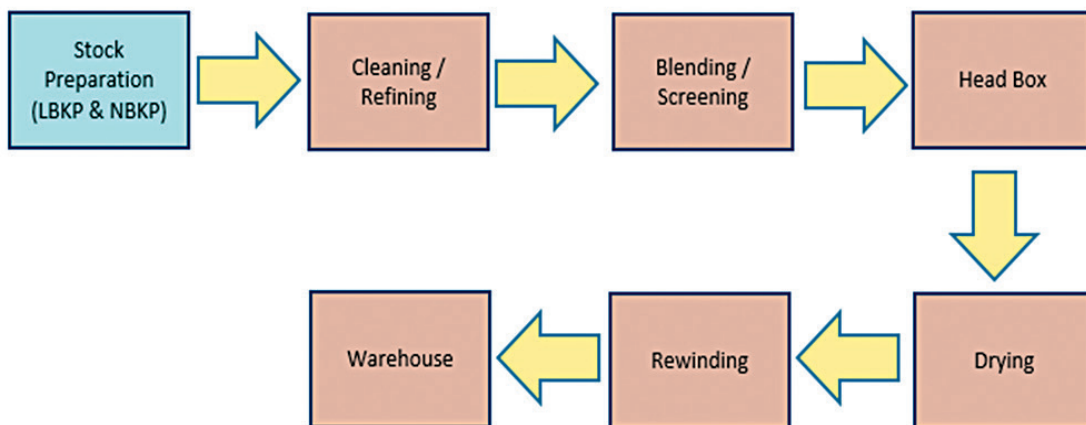 Stock
Preparation
(LBKP & NBKP)
Cleaning /
Refining
Blending /
Screening
Head Box
Drying
Rewinding
Warehouse